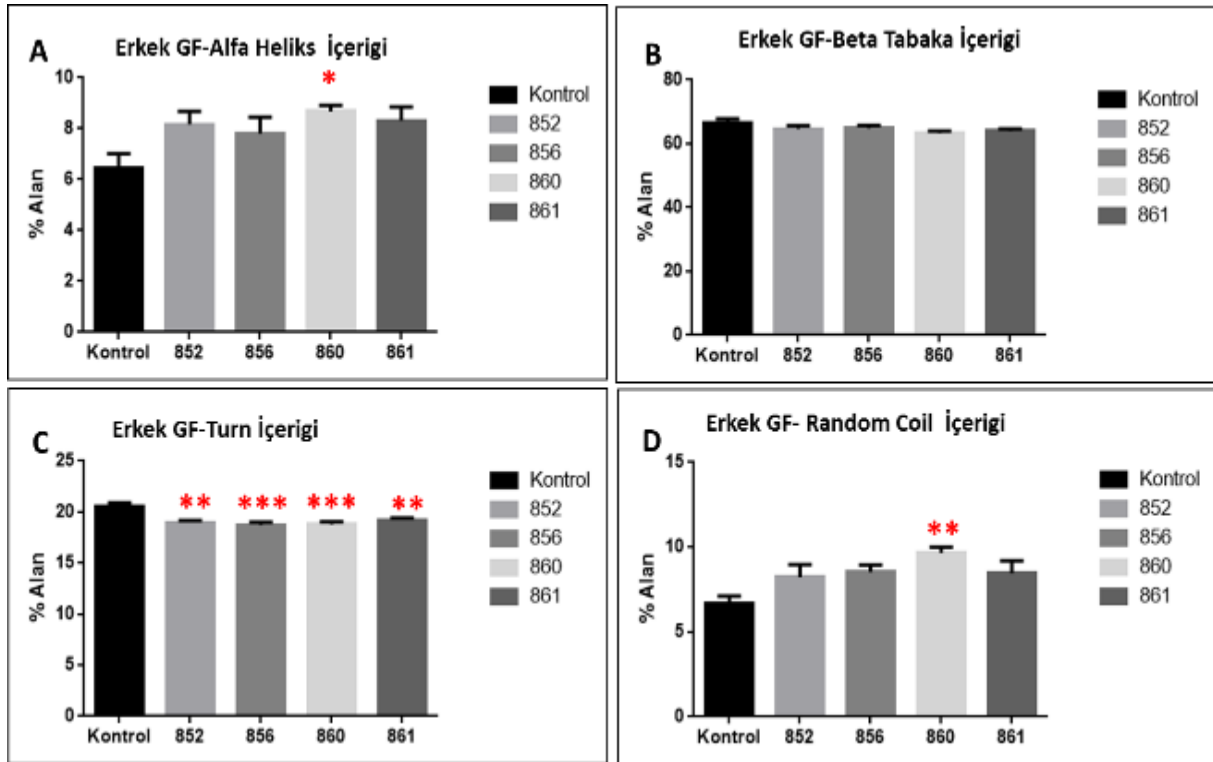 A
Erkek GF-Alfa Heliks İçerigi
% Alan
10
8
6
4
2
0
*
Kontrol 852 856 860 861
Kontrol
852
856
860
861
B
Erkek GF-Beta Tabaka İçerigi
% Alan
80
60
40
20
0
Kontrol 852 856 860 861
Kontrol
852
856
860
861
C
Erkek GF-Turn İçerigi
% Alan
25
20
15
10
5
0
** *** *** **
Kontrol 852 856 860 861
Kontrol
852
856
860
861
D
Erkek GF- Random Coil İçerigi
% Alan
15
10
5
0
**
Kontrol 852 856 860 861
Kontrol
852
856
860
861